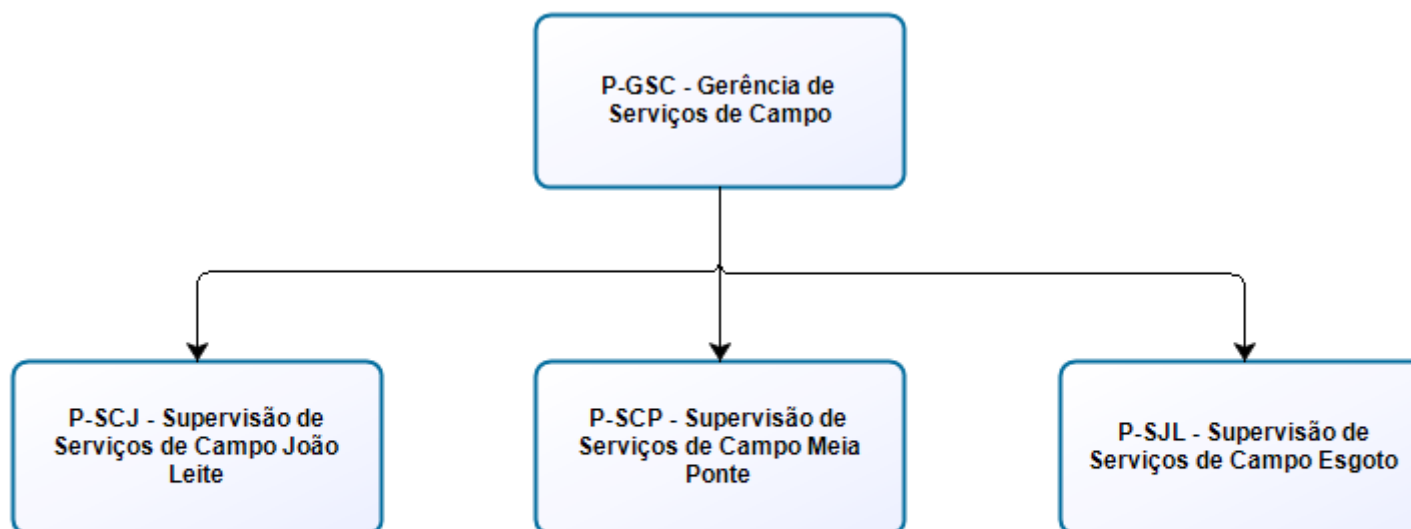 P-GSC - Gerência de
Serviços de Campo
P-SCJ - Supervisão de
Serviços de Campo João
Leite
P-SCP - Supervisão de
Serviços de Campo Meia
Ponte
P-SJL - Supervisão de
Serviços de Campo Esgoto